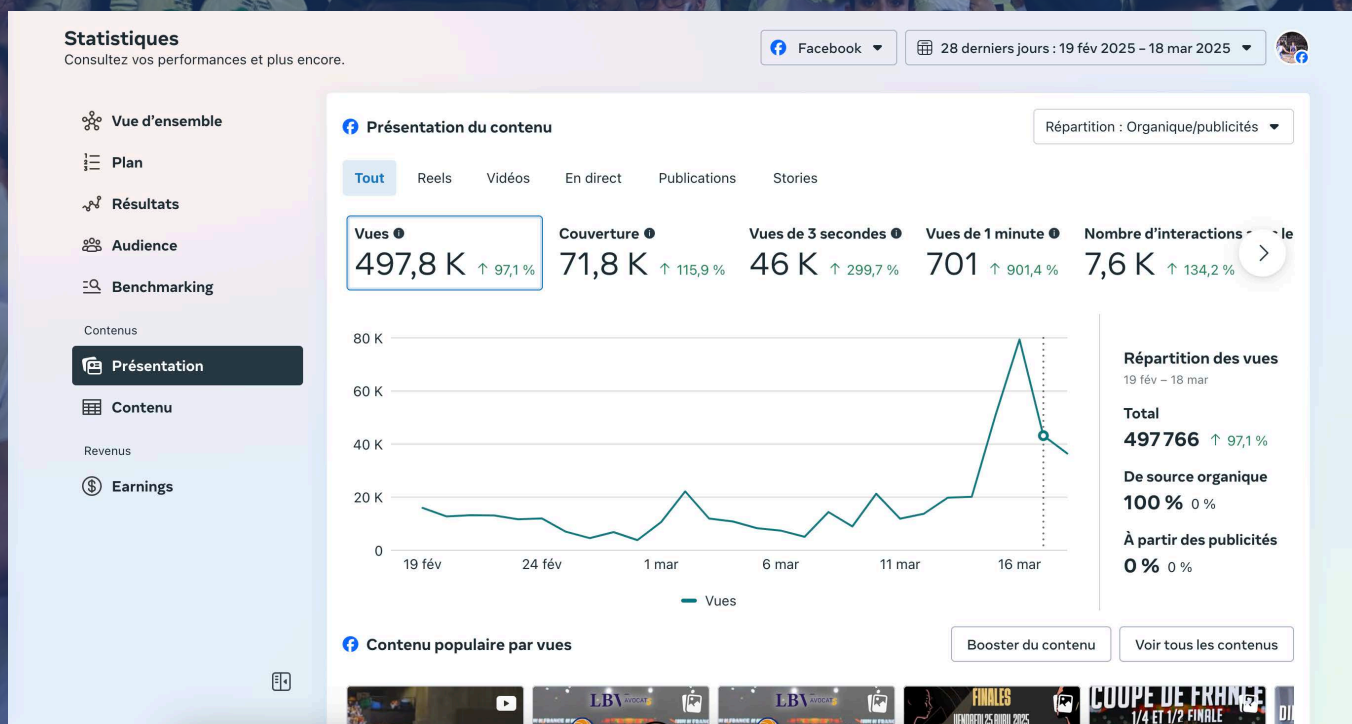 Statistiques
Consultez vos performances et plus encore.
Facebook
28 derniers jours : 19 fév 2025 – 18 mar 2025
Vue d'ensemble
Plan
Résultats
Audience
Benchmarking
Contenus
Présentation
Contenu
Revenus
Earnings
Présentation du contenu
Répartition : Organique/publicités
Tout Reels Vidéos En direct Publications Stories
Vues Couverture Vues de 3 secondes Vues de 1 minute Nombre d'interactions le
497,8 K ↑ 97,1 % 71,8 K ↑ 115,9 % 46 K ↑ 299,7 % 701 ↑ 901,4 % 7,6 K ↑ 134,2 %
80 K
60 K
40 K
20 K
0
19 fév 24 fév 1 mar 6 mar 11 mar 16 mar
Vues
Répartition des vues
19 fév – 18 mar
Total
497 766 ↑ 97,1 %
De source organique
100 % 0 %
À partir des publicités
0 % 0 %
Contenu populaire par vues
Booster du contenu
Voir tous les contenus
LBV AVOCATS
LBV AVOCATS
FINALES
VENDREDI 25 AVRIL 2025
COUPE DE FRANCE
1/4 ET 1/2 FINALE